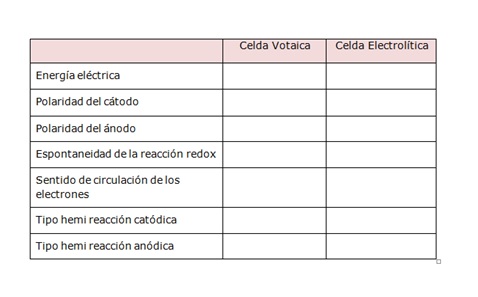 Celda Votaica Celda Electrolítica
Energía eléctrica
Polaridad del cátodo
Polaridad del ánodo
Espontaneidad de la reacción redox
Sentido de circulación de los
electrones
Tipo hemi reacción catódica
Tipo hemi reacción anódica